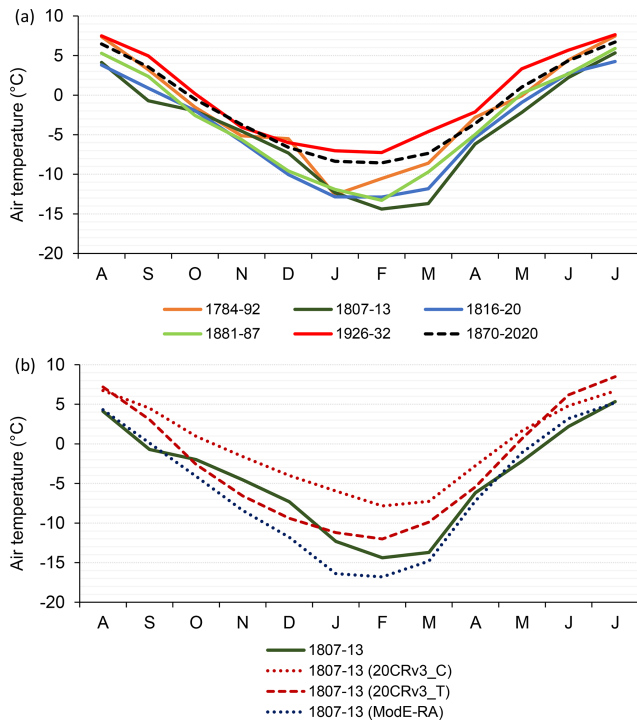 (a)
Air temperature (°C)
10
5
0
-5
-10
-15
-20
A S O N D J F M A M J J
1784-92 1807-13 1816-20
1881-87 1926-32 1870-2020
(b)
Air temperature (°C)
10
5
0
-5
-10
-15
-20
A S O N D J F M A M J J
1807-13
1807-13 (20CRv3_C)
1807-13 (20CRv3_T)
1807-13 (ModE-RA)